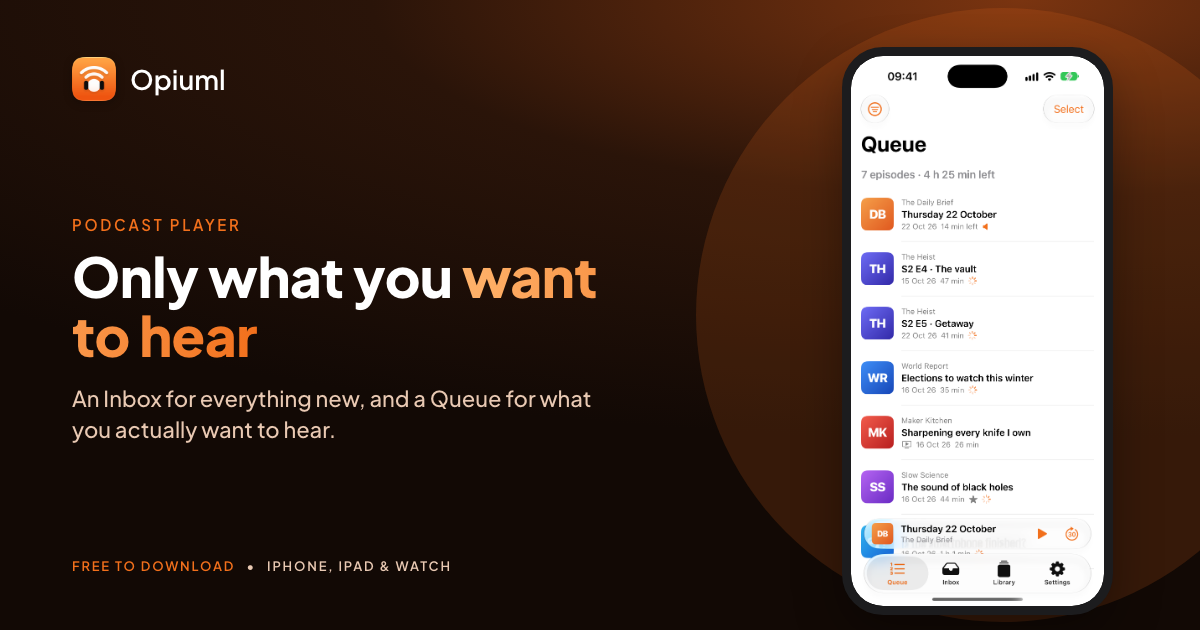 Opiuml
PODCAST PLAYER
Only what you want
to hear
An Inbox for everything new, and a Queue for what
you actually want to hear.
FREE TO DOWNLOAD • IPHONE, IPAD & WATCH
09:41
Select
Queue
7 episodes · 4 h 25 min left
DB
The Daily Brief
Thursday 22 October
22 Oct 26 14 min left
TH
The Heist
S2 E4 · The vault
15 Oct 26 47 min
TH
The Heist
S2 E5 · Getaway
22 Oct 26 41 min
WR
World Report
Elections to watch this winter
16 Oct 26 35 min
MK
Maker Kitchen
Sharpening every knife I own
16 Oct 26 26 min
SS
Slow Science
The sound of black holes
16 Oct 26 44 min
DB
Thursday 22 October
The Daily Brief
30
Queue
Inbox
Library
Settings